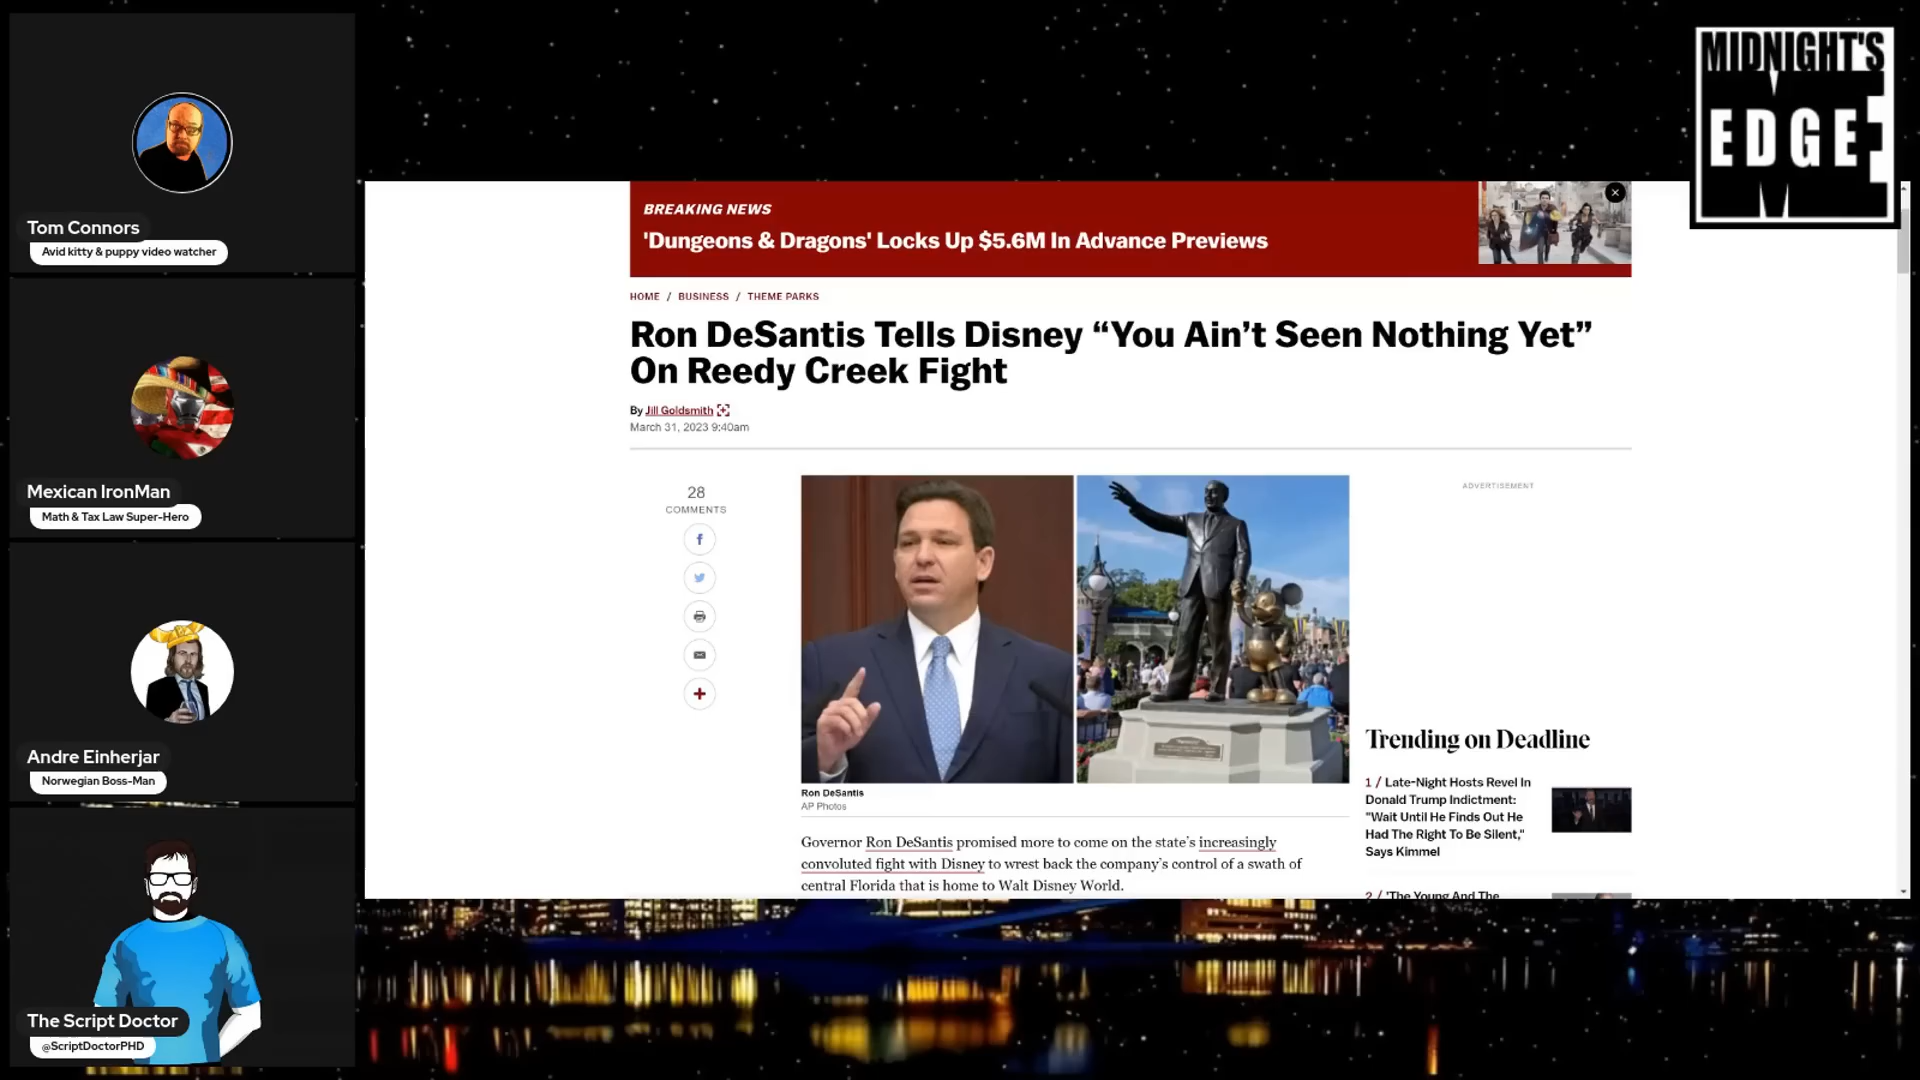 Tom Connors
Avid kitty & puppy video watcher
Mexican IronMan
Math & Tax Law Super-Hero
Andre Einherjar
Norwegian Boss-Man
The Script Doctor
@ScriptDoctorPHD
MIDNIGHT'S
EDGE
BREAKING NEWS
'Dungeons & Dragons' Locks Up $5.6M In Advance Previews
HOME / BUSINESS / THEME PARKS
Ron DeSantis Tells Disney “You Ain’t Seen Nothing Yet”
On Reedy Creek Fight
By Jill Goldsmith
March 31, 2023 9:40am
28
COMMENTS
ADVERTISEMENT
Ron DeSantis
AP Photos
Governor Ron DeSantis promised more to come on the state’s increasingly
convoluted fight with Disney to wrest back the company’s control of a swath of
central Florida that is home to Walt Disney World.
Trending on Deadline
1 / Late-Night Hosts Revel In
Donald Trump Indictment:
"Wait Until He Finds Out He
Had The Right To Be Silent,"
Says Kimmel
2 / 'The Young And The